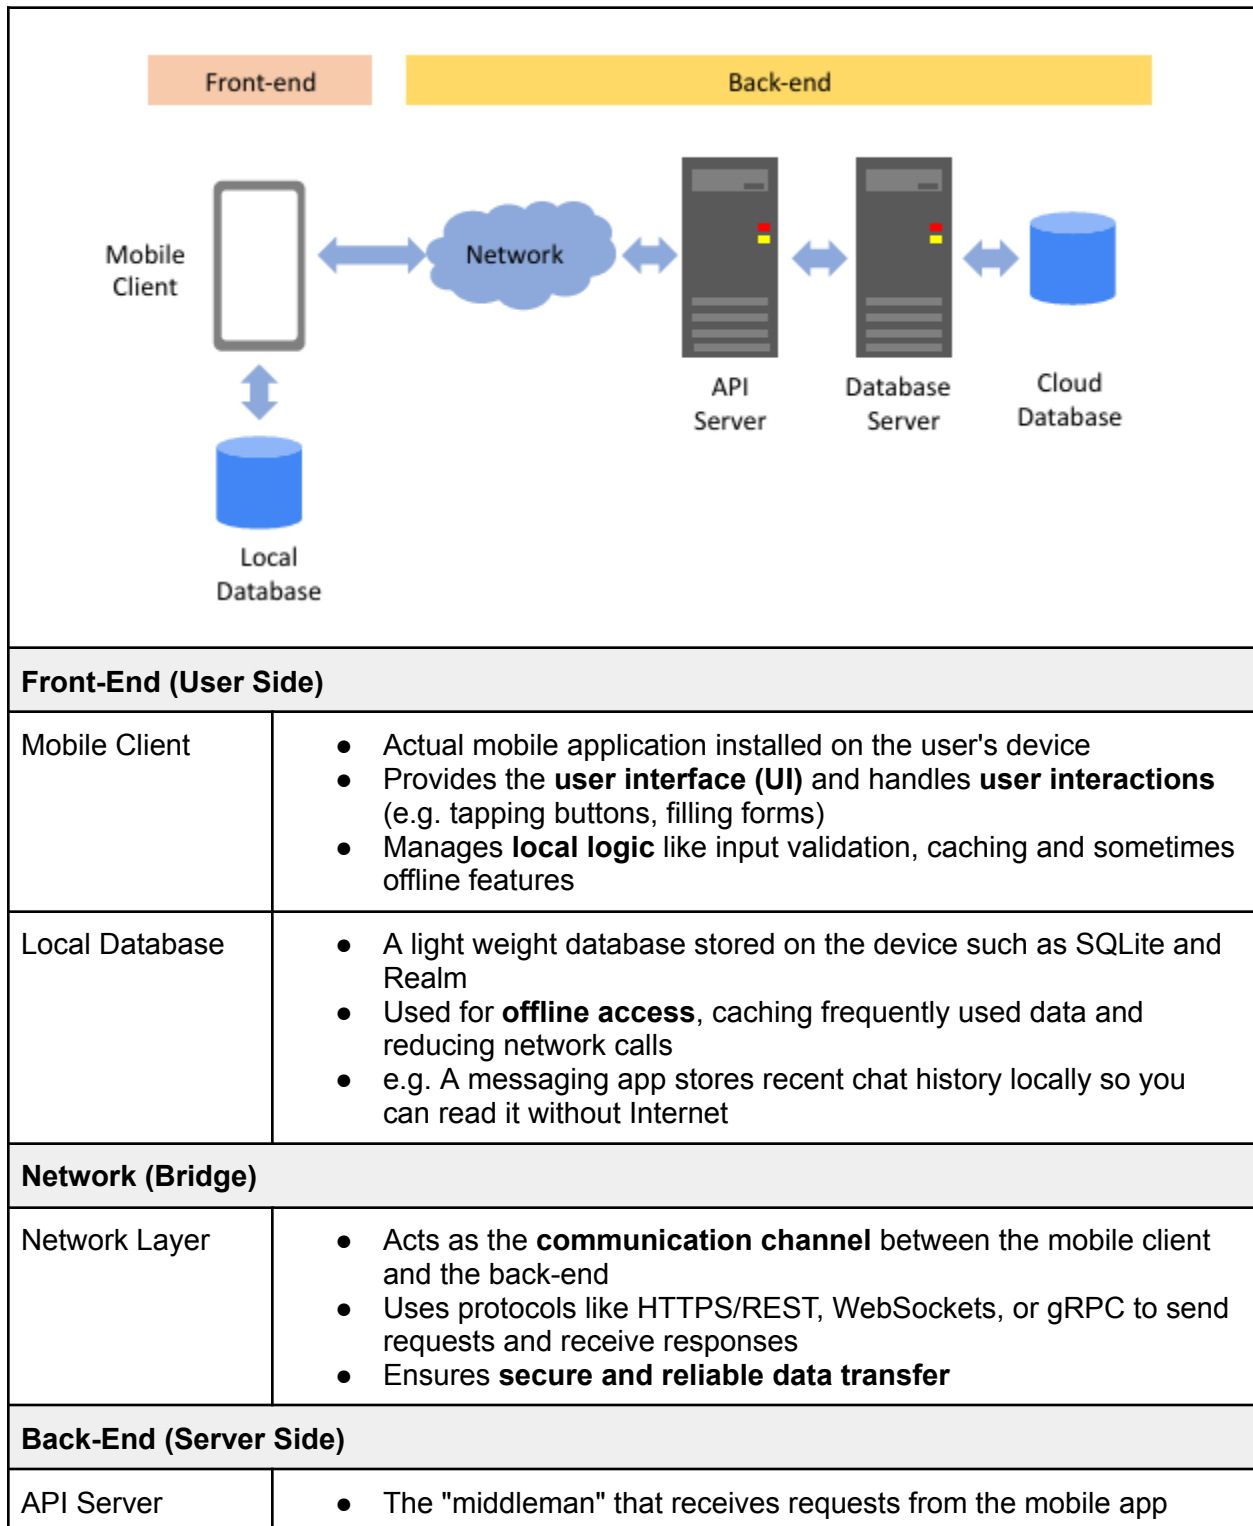 Front-end
Back-end
Mobile
Client
Network
API
Server
Database
Server
Cloud
Database
Local
Database
Front-End (User Side)
Mobile Client
● Actual mobile application installed on the user's device
● Provides the user interface (UI) and handles user interactions
(e.g. tapping buttons, filling forms)
● Manages local logic like input validation, caching and sometimes
offline features
Local Database
● A light weight database stored on the device such as SQLite and
Realm
● Used for offline access, caching frequently used data and
reducing network calls
● e.g. A messaging app stores recent chat history locally so you
can read it without Internet
Network (Bridge)
Network Layer
● Acts as the communication channel between the mobile client
and the back-end
● Uses protocols like HTTPS/REST, WebSockets, or gRPC to send
requests and receive responses
● Ensures secure and reliable data transfer
Back-End (Server Side)
API Server
● The "middleman" that receives requests from the mobile app